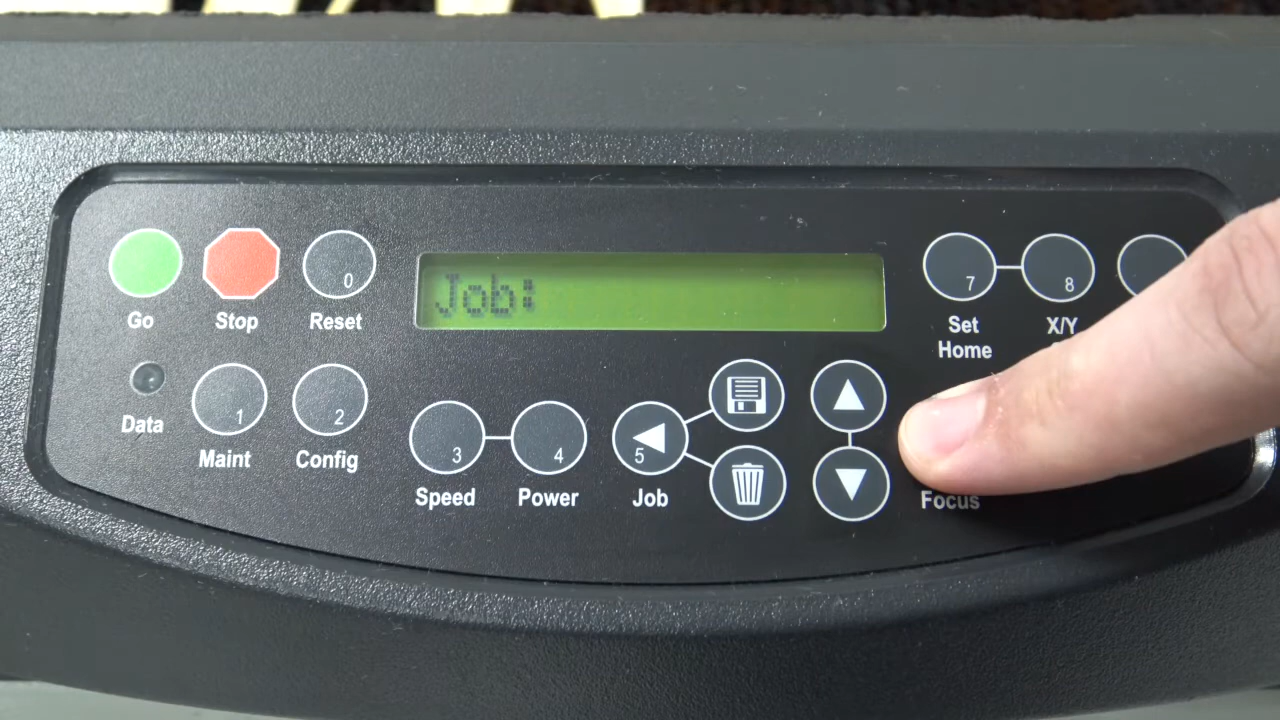 Job:
0
7
8
Go
Stop
Reset
Set
Home
X/Y
1
2
3
4
5
Data
Maint
Config
Speed
Power
Job
Focus